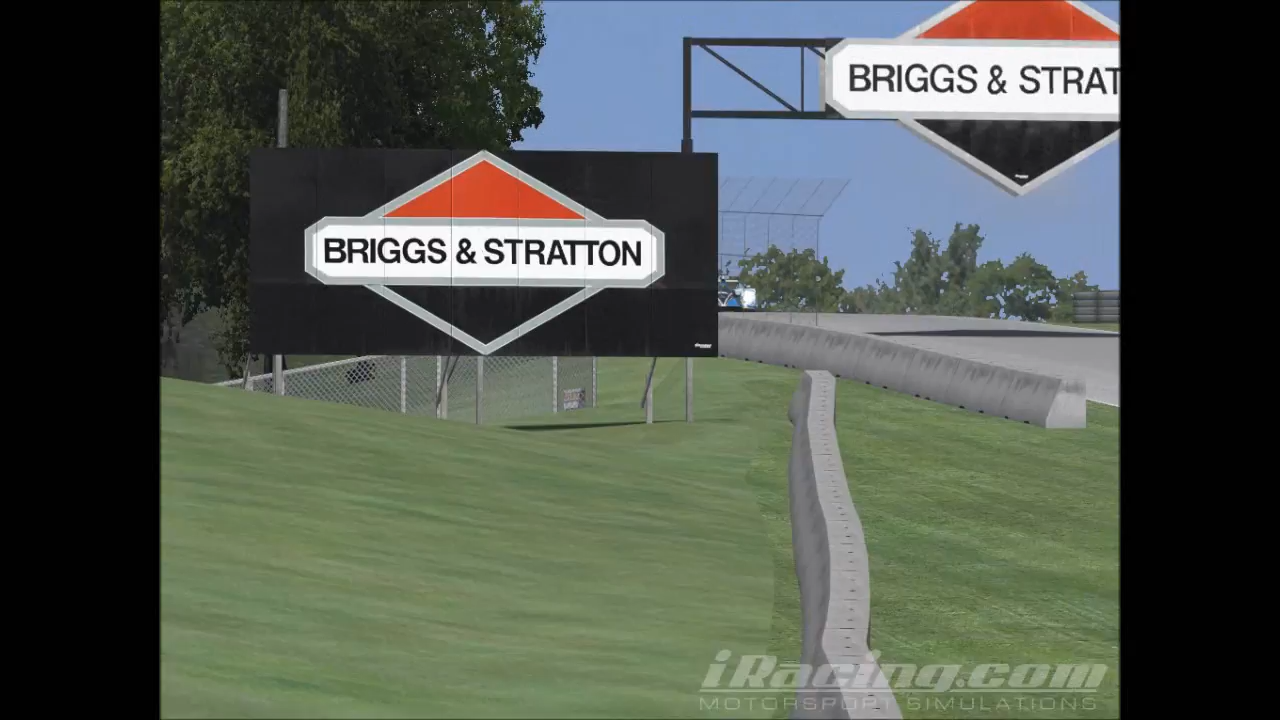 BRIGGS & STRAT
BRIGGS & STRATTON
iRacing.com
MOTORSPORT SIMULATIONS